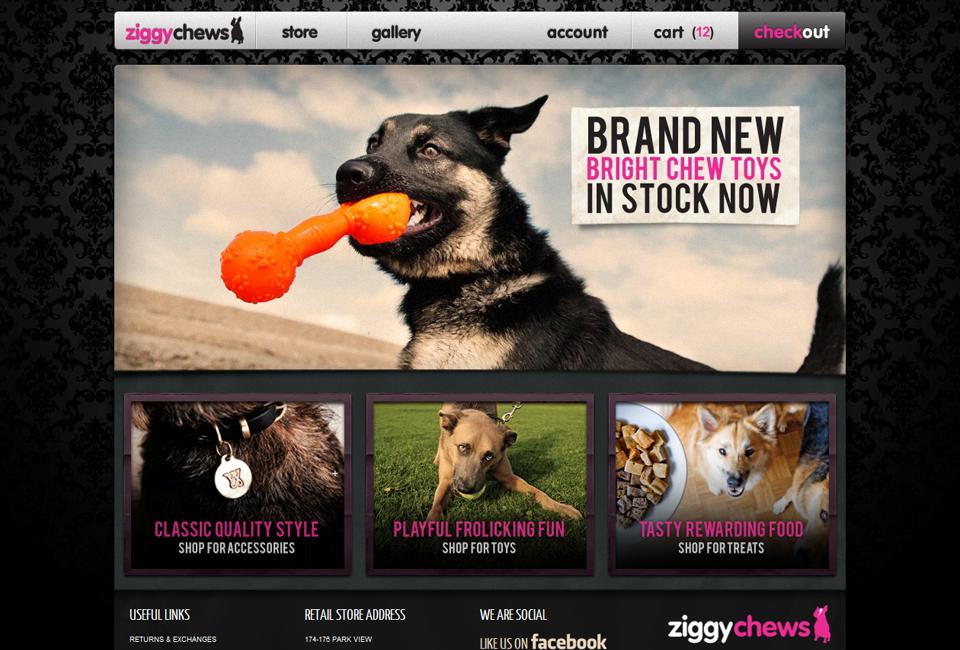 ziggychews
store
gallery
account
cart (12)
checkout
BRAND NEW
BRIGHT CHEW TOYS
IN STOCK NOW
CLASSIC QUALITY STYLE
SHOP FOR ACCESSORIES
PLAYFUL FROLICKING FUN
SHOP FOR TOYS
TASTY REWARDING FOOD
SHOP FOR TREATS
USEFUL LINKS
RETURNS & EXCHANGES
RETAIL STORE ADDRESS
174-176 PARK VIEW
WE ARE SOCIAL
LIKE US ON facebook
ziggychews